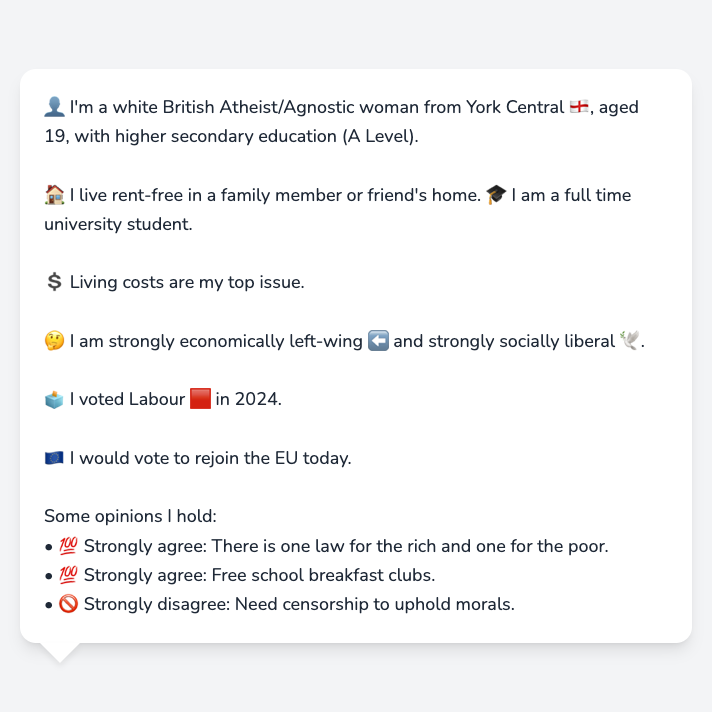 👤 I'm a white British Atheist/Agnostic woman from York Central 🏴󠁧󠁢󠁥󠁮󠁧󠁿, aged
19, with higher secondary education (A Level).
🏠 I live rent-free in a family member or friend's home. 🎓 I am a full time
university student.
💲 Living costs are my top issue.
🤔 I am strongly economically left-wing ⬅️ and strongly socially liberal 🕊️.
🗳️ I voted Labour 🟥 in 2024.
🇪🇺 I would vote to rejoin the EU today.
Some opinions I hold:
• 💯 Strongly agree: There is one law for the rich and one for the poor.
• 💯 Strongly agree: Free school breakfast clubs.
• 🚫 Strongly disagree: Need censorship to uphold morals.